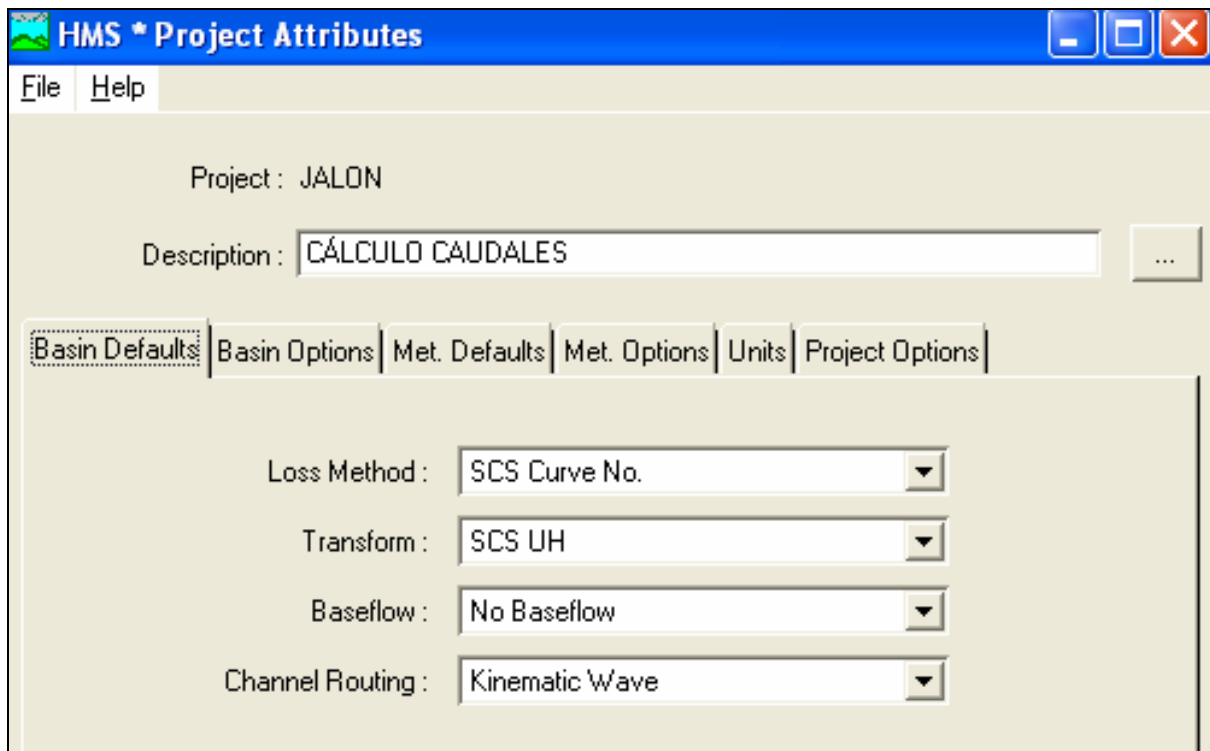 HMS * Project Attributes
File Help
Project : JALON
Description : CÁLCULO CAUDALES ...
Basin Defaults Basin Options Met. Defaults Met. Options Units Project Options
Loss Method : SCS Curve No.
Transform : SCS UH
Baseflow : No Baseflow
Channel Routing : Kinematic Wave